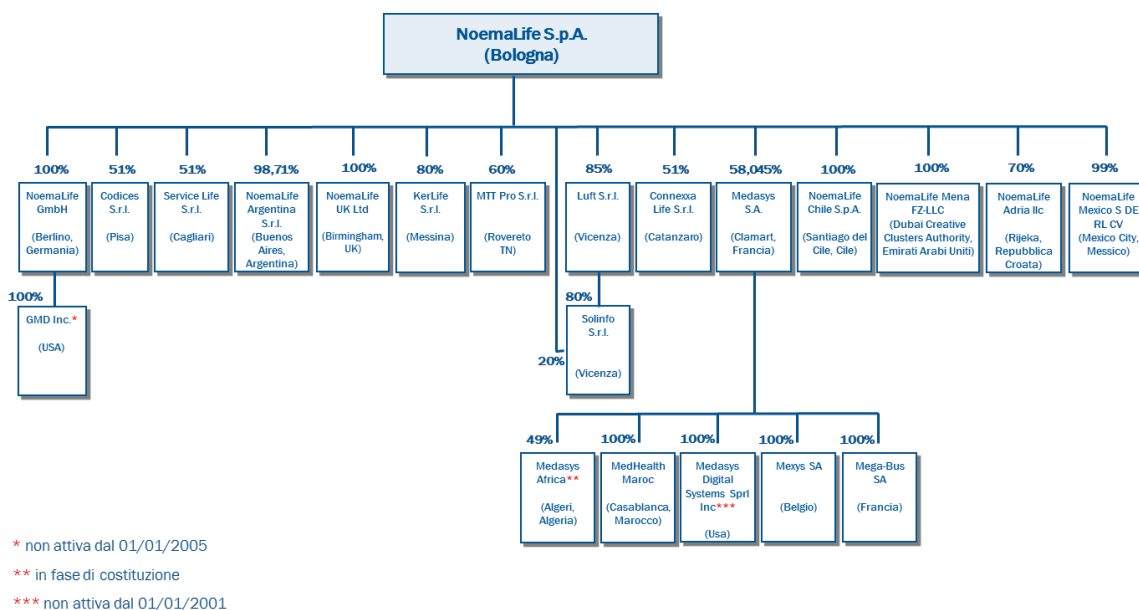 NoemaLife S.p.A.
(Bologna)
100%
NoemaLife
GmbH
(Berlino,
Germania)
51%
Codices
S.r.l.
(Pisa)
51%
Service Life
S.r.l.
(Cagliari)
98,71%
NoemaLife
Argentina
S.r.l.
(Buenos
Aires,
Argentina)
100%
NoemaLife
UK Ltd
(Birmingham,
UK)
80%
KerLife
S.r.l.
(Messina)
60%
MTT Pro S.r.l.
(Rovereto
TN)
85%
Luft S.r.l.
(Vicenza)
51%
Connexxa
Life S.r.l.
(Catanzaro)
58,045%
Medasys
S.A.
(Clamart,
Francia)
100%
NoemaLife
Chile S.p.A.
(Santiago del
Cile, Cile)
100%
NoemaLife Mena
FZ-LLC
(Dubai Creative
Clusters Authority,
Emirati Arabi Uniti)
70%
NoemaLife
Adria llc
(Rijeka,
Repubblica
Croata)
99%
NoemaLife
Mexico S DE
RL CV
(Mexico City,
Messico)
100%
GMD Inc.*
(USA)
80%
20%
Solinfo
S.r.l.
(Vicenza)
49%
Medasys
Africa**
(Algeri,
Algeria)
100%
MedHealth
Maroc
(Casablanca,
Marocco)
100%
Medasys
Digital
Systems Sprl
Inc***
(Usa)
100%
Mexys SA
(Belgio)
100%
Mega-Bus
SA
(Francia)
* non attiva dal 01/01/2005
** in fase di costituzione
*** non attiva dal 01/01/2001